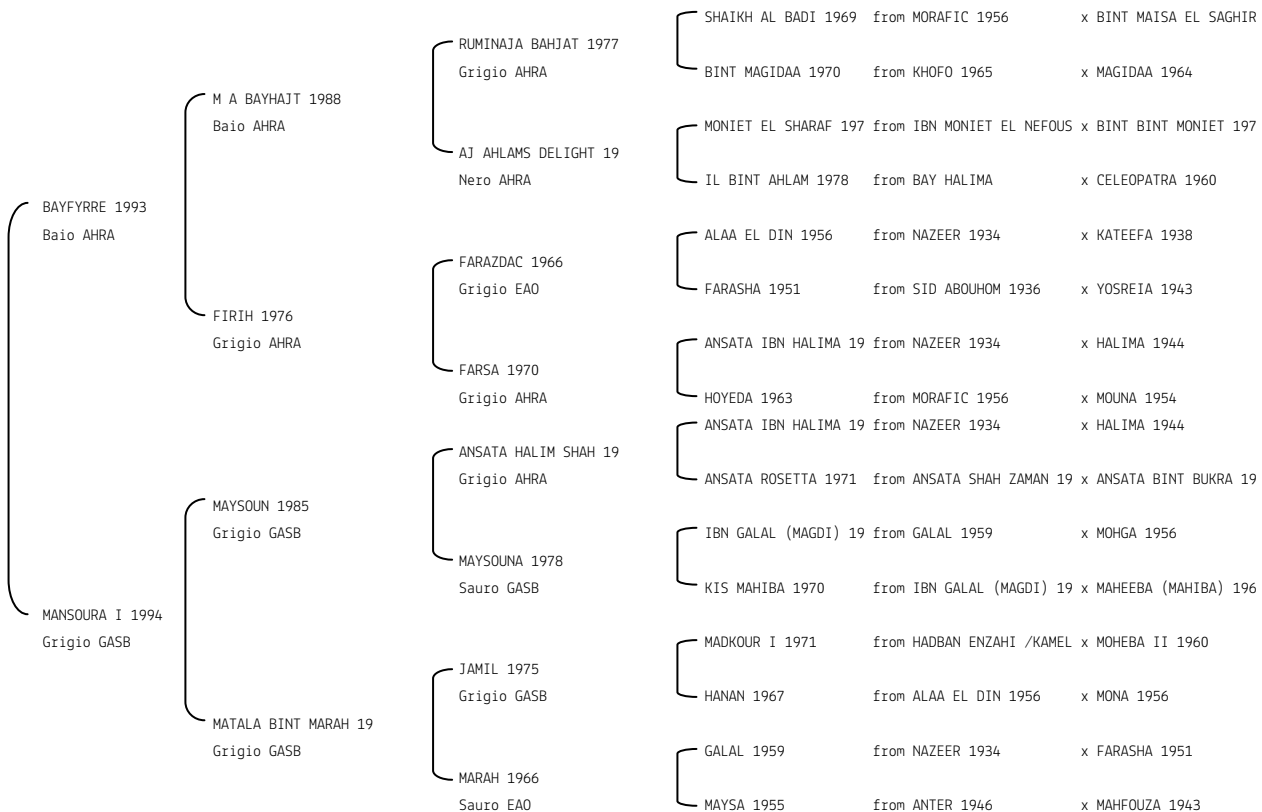 SHAIKH AL BADI 1969 from MORAFIC 1956 x BINT MAISA EL SAGHIR
RUMINAJA BAHJAT 1977
Grigio AHRA
BINT MAGIDAA 1970 from KHOFO 1965 x MAGIDAA 1964
M A BAYHAJT 1988
Baio AHRA
MONIET EL SHARAF 197 from IBN MONIET EL NEFOUS x BINT BINT MONIET 197
AJ AHLAMS DELIGHT 19
Nero AHRA
IL BINT AHLAM 1978 from BAY HALIMA x CELEOPATRA 1960
BAYFYRRE 1993
Baio AHRA
ALAA EL DIN 1956 from NAZEER 1934 x KATEEFA 1938
FARAZDAC 1966
Grigio EAO
FARASHA 1951 from SID ABOUHOM 1936 x YOSREIA 1943
FIRIH 1976
Grigio AHRA
ANSATA IBN HALIMA 19 from NAZEER 1934 x HALIMA 1944
FARSA 1970
Grigio AHRA
HOYEDA 1963 from MORAFIC 1956 x MOUNA 1954
ANSATA IBN HALIMA 19 from NAZEER 1934 x HALIMA 1944
ANSATA HALIM SHAH 19
Grigio AHRA
ANSATA ROSETTA 1971 from ANSATA SHAH ZAMAN 19 x ANSATA BINT BUKRA 19
MAYSOUN 1985
Grigio GASB
IBN GALAL (MAGDI) 19 from GALAL 1959 x MOHGA 1956
MAYSOUNA 1978
Sauro GASB
KIS MAHIBA 1970 from IBN GALAL (MAGDI) 19 x MAHEEBA (MAHIBA) 196
MANSOURA I 1994
Grigio GASB
MADKOUR I 1971 from HADBAN ENZAHI /KAMEL x MOHEBA II 1960
JAMIL 1975
Grigio GASB
HANAN 1967 from ALAA EL DIN 1956 x MONA 1956
MATALA BINT MARAH 19
Grigio GASB
GALAL 1959 from NAZEER 1934 x FARASHA 1951
MARAH 1966
Sauro EAO
MAYSA 1955 from ANTER 1946 x MAHFOUZA 1943